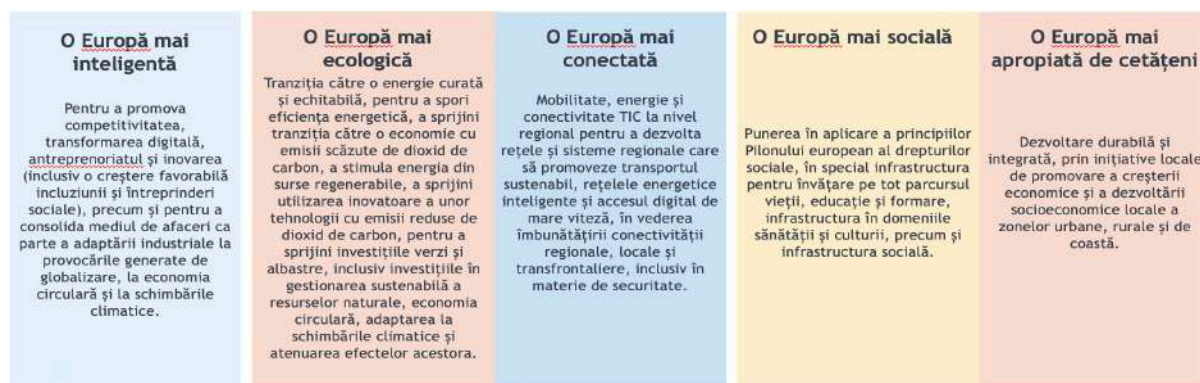 O Europă mai
inteligentă
Pentru a promova
competitivitatea,
transformarea digitală,
antreprenoriatul și inovarea
(inclusiv o creștere favorabilă
incluziunii și întreprinderi
sociale), precum și pentru a
consolida mediul de afaceri ca
parte a adaptării industriale la
provocările generate de
globalizare, la economia
circulară și la schimbările
climatice.
O Europă mai
ecologică
Tranziția către o energie curată
și echitabilă, pentru a spori
eficiența energetică, a sprijini
tranziția către o economie cu
emisii scăzute de dioxid de
carbon, a stimula energia din
surse regenerabile, a sprijini
utilizarea inovatoare a unor
tehnologii cu emisii reduse de
dioxid de carbon, pentru a
sprijini investițiile verzi și
albastre, inclusiv investițiile în
gestionarea sustenabilă a
resurselor naturale, economia
circulară, adaptarea la
schimbările climatice și
atenuarea efectelor acestora.
O Europă mai
conectată
Mobilitate, energie și
conectivitate TIC la nivel
regional pentru a dezvolta
rețele și sisteme regionale care
să promoveze transportul
sustenabil, rețelele energetice
inteligente și accesul digital de
mare viteză, în vederea
îmbunătățirii conectivității
regionale, locale și
transfrontaliere, inclusiv în
materie de securitate.
O Europă mai socială
Punerea în aplicare a principiilor
Pilonului european al drepturilor
sociale, în special infrastructura
pentru învățare pe tot parcursul
vieții, educație și formare,
infrastructura în domeniile
sănătății și culturii, precum și
infrastructura socială.
O Europă mai
apropiată de cetățeni
Dezvoltare durabilă și
integrată, prin inițiative locale
de promovare a creșterii
economice și a dezvoltării
socioeconomice locale a
zonelor urbane, rurale și de
coastă.